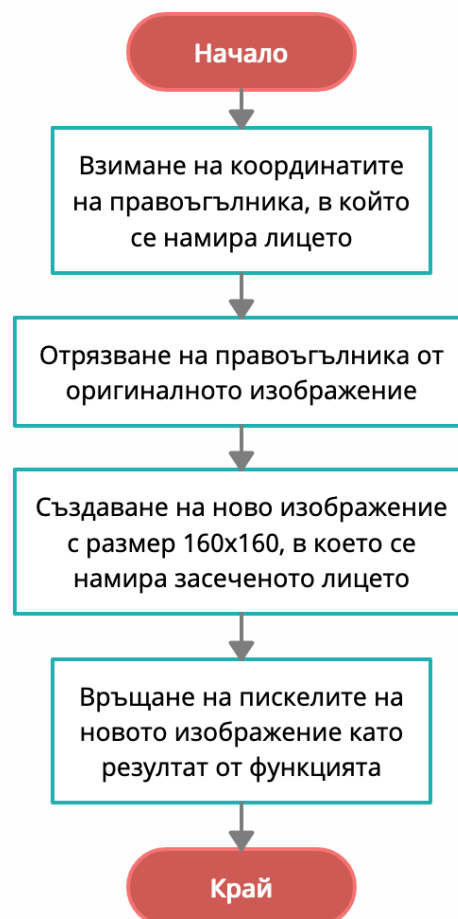 Начало
Взимане на координатите
на правоъгълника, в който
се намира лицето
Отрязване на правоъгълника от
оригиналното изображение
Създаване на ново изображение
с размер 160x160, в което се
намира засеченото лицето
Връщане на пискелите на
новото изображение като
резултат от функцията
Край